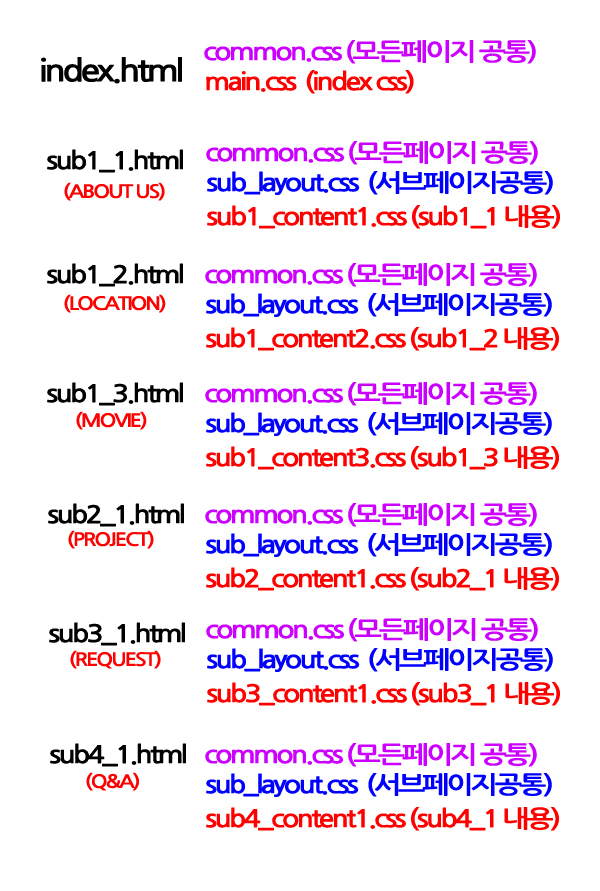 index.html
common.css (모든페이지 공통)
main.css (index css)
sub1_1.html
(ABOUT US)
common.css (모든페이지 공통)
sub_layout.css (서브페이지공통)
sub1_content1.css (sub1_1 내용)
sub1_2.html
(LOCATION)
common.css (모든페이지 공통)
sub_layout.css (서브페이지공통)
sub1_content2.css (sub1_2 내용)
sub1_3.html
(MOVIE)
common.css (모든페이지 공통)
sub_layout.css (서브페이지공통)
sub1_content3.css (sub1_3 내용)
sub2_1.html
(PROJECT)
common.css (모든페이지 공통)
sub_layout.css (서브페이지공통)
sub2_content1.css (sub2_1 내용)
sub3_1.html
(REQUEST)
common.css (모든페이지 공통)
sub_layout.css (서브페이지공통)
sub3_content1.css (sub3_1 내용)
sub4_1.html
(Q&A)
common.css (모든페이지 공통)
sub_layout.css (서브페이지공통)
sub4_content1.css (sub4_1 내용)